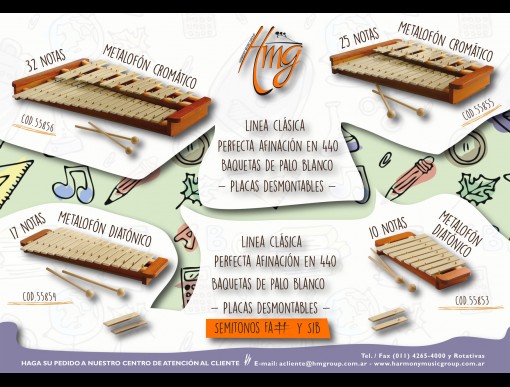 32 NOTAS
METALOFÓN CROMÁTICO
COD.55856
Hmg
25 NOTAS
METALOFÓN CROMÁTICO
COD.55855
LINEA CLÁSICA
PERFECTA AFINACIÓN EN 440
BAQUETAS DE PALO BLANCO
– PLACAS DESMONTABLES –
17 NOTAS
METALOFÓN DIATÓNICO
COD.55854
LINEA CLÁSICA
PERFECTA AFINACIÓN EN 440
BAQUETAS DE PALO BLANCO
– PLACAS DESMONTABLES –
SEMITONOS FA## Y SIB
10 NOTAS
METALOFÓN
DIATÓNICO
COD.55853
HAGA SU PEDIDO A NUESTRO CENTRO DE ATENCIÓN AL CLIENTE
Tel. / Fax (011) 4265-4000 y Rotativas
E-mail: acliente@hmgroup.com.ar - www.harmonymusicgroup.com.ar